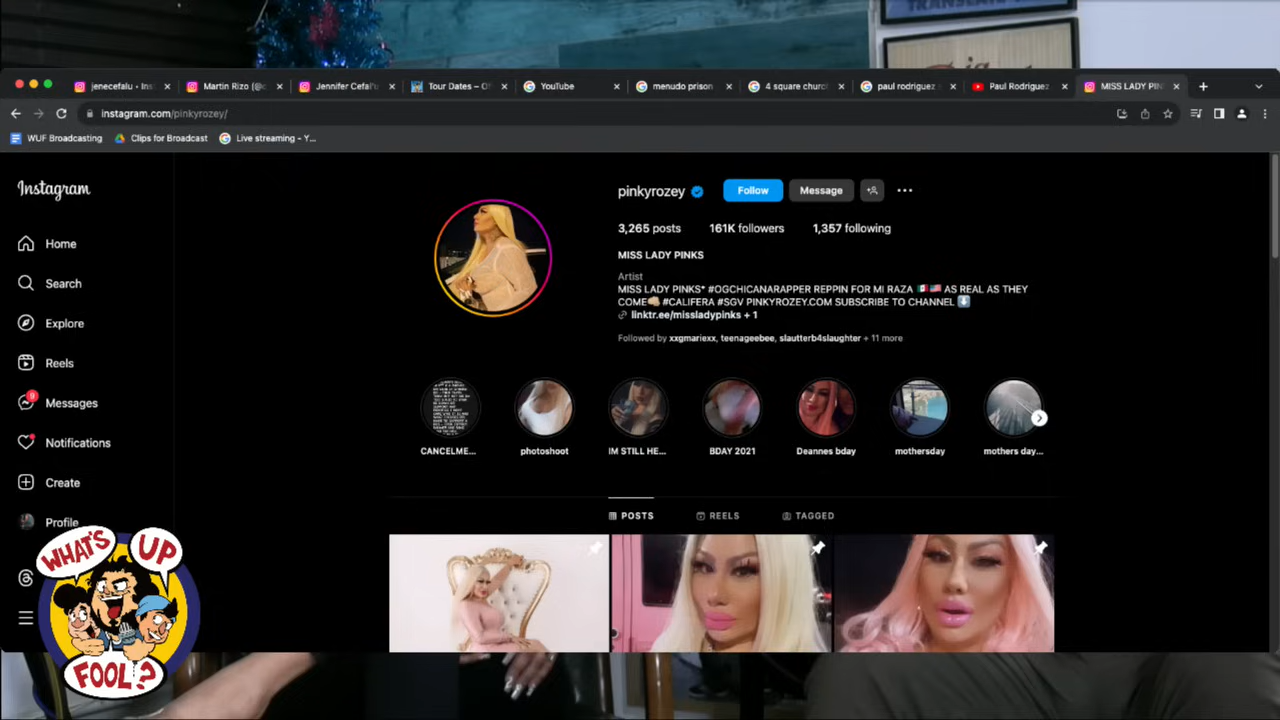 TRANSLATE
jenecefalu • Ins
Martin Rizo (@c
Jennifer Cefal'u
Tour Dates – Of
YouTube
menudo prison
4 square church
paul rodriguez
Paul Rodriguez
MISS LADY PIN
instagram.com/pinkyrozey/
WUF Broadcasting
Clips for Broadcast
Live streaming - Y...
Instagram
Home
Search
Explore
Reels
9
Messages
Notifications
Create
Profile
pinkyrozey
Follow
Message
3,265 posts 161K followers 1,357 following
MISS LADY PINKS
Artist
MISS LADY PINKS* #OGCHICANARAPPER REPPIN FOR MI RAZA 🇲🇽🇺🇸 AS REAL AS THEY
COME👊🏼 #CALIFERA #SGV PINKYROZEY.COM SUBSCRIBE TO CHANNEL ⬇️
linktr.ee/missladypinks + 1
Followed by xxgmariexx, teenageebee, slautterb4slaughter + 11 more
CANCELME...
photoshoot
IM STILL HE...
BDAY 2021
Deannes bday
mothersday
mothers day...
POSTS
REELS
TAGGED
WHAT'S UP
FOOL?